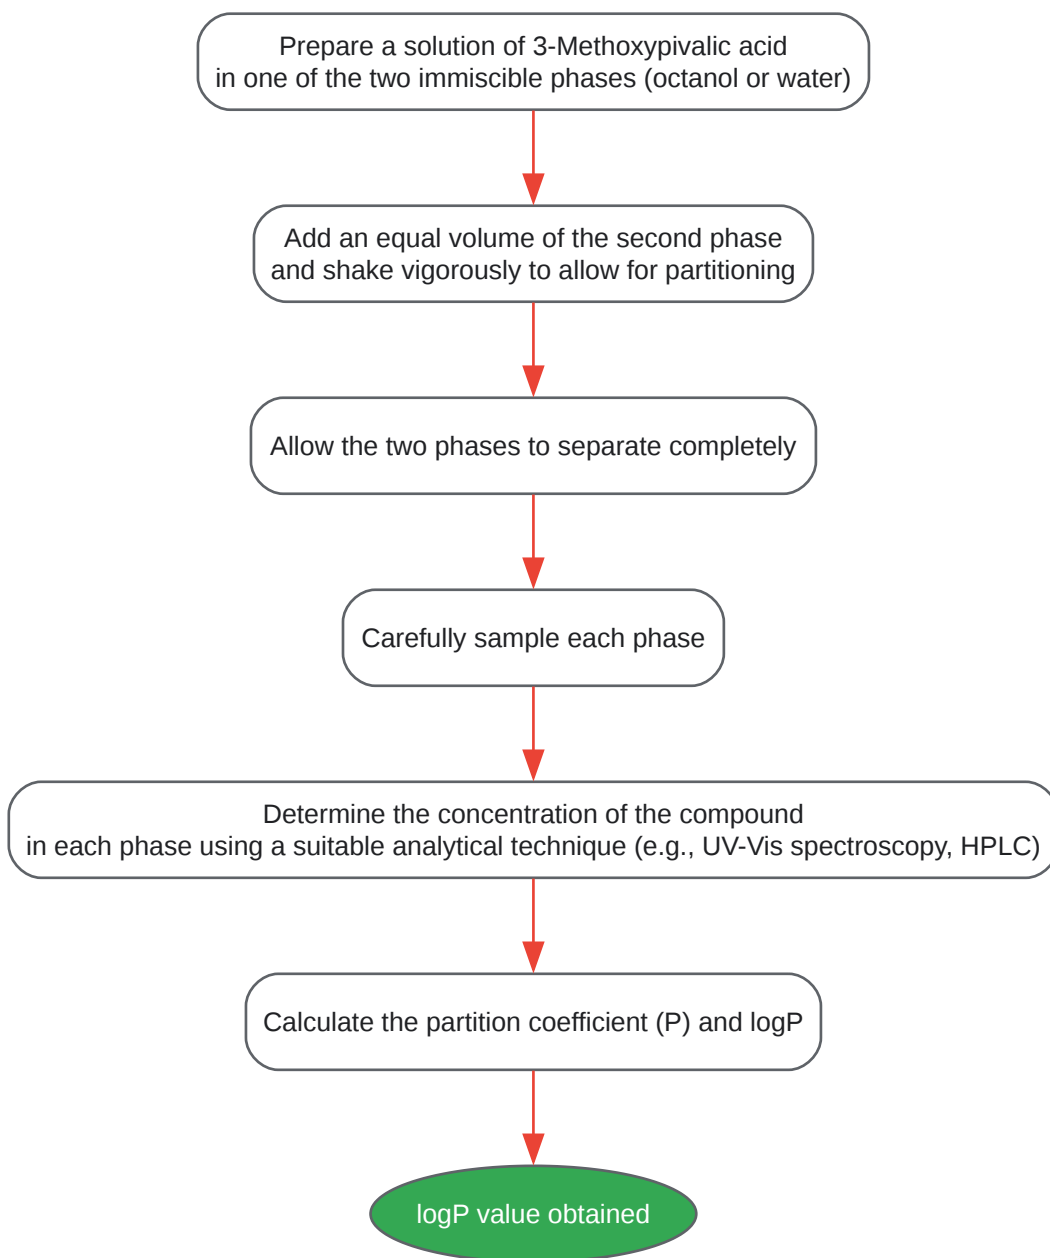 Prepare a solution of 3-Methoxypivalic acid
in one of the two immiscible phases (octanol or water)
Add an equal volume of the second phase
and shake vigorously to allow for partitioning
Allow the two phases to separate completely
Carefully sample each phase
Determine the concentration of the compound
in each phase using a suitable analytical technique (e.g., UV-Vis spectroscopy, HPLC)
Calculate the partition coefficient (P) and logP
logP value obtained